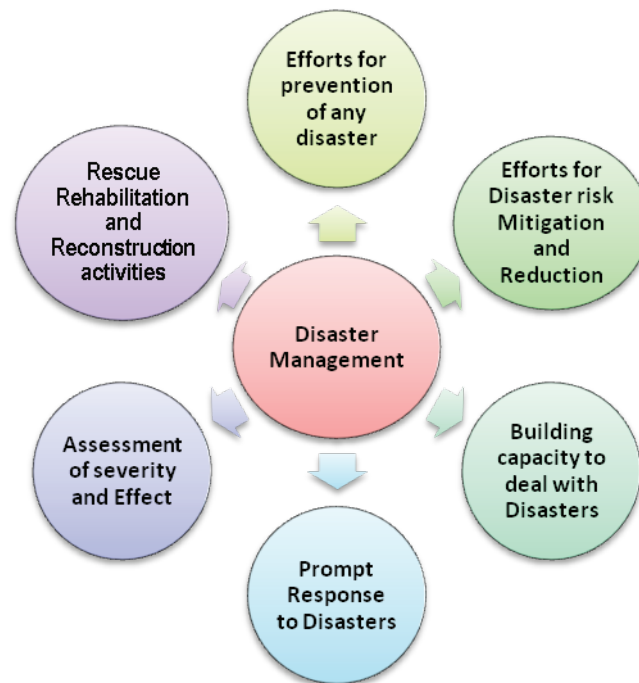 Efforts for
prevention
of any
disaster
Efforts for
Disaster risk
Mitigation
and
Reduction
Building
capacity to
deal with
Disasters
Prompt
Response
to Disasters
Assessment
of severity
and Effect
Rescue
Rehabilitation
and
Reconstruction
activities
Disaster
Management